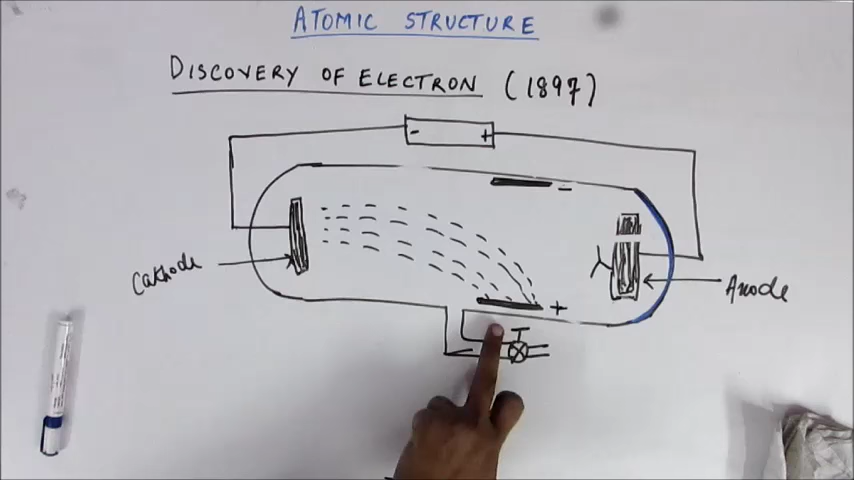 ATOMIC STRUCTURE
DISCOVERY OF ELECTRON (1897)
- +
-
Cathode
Anode
+